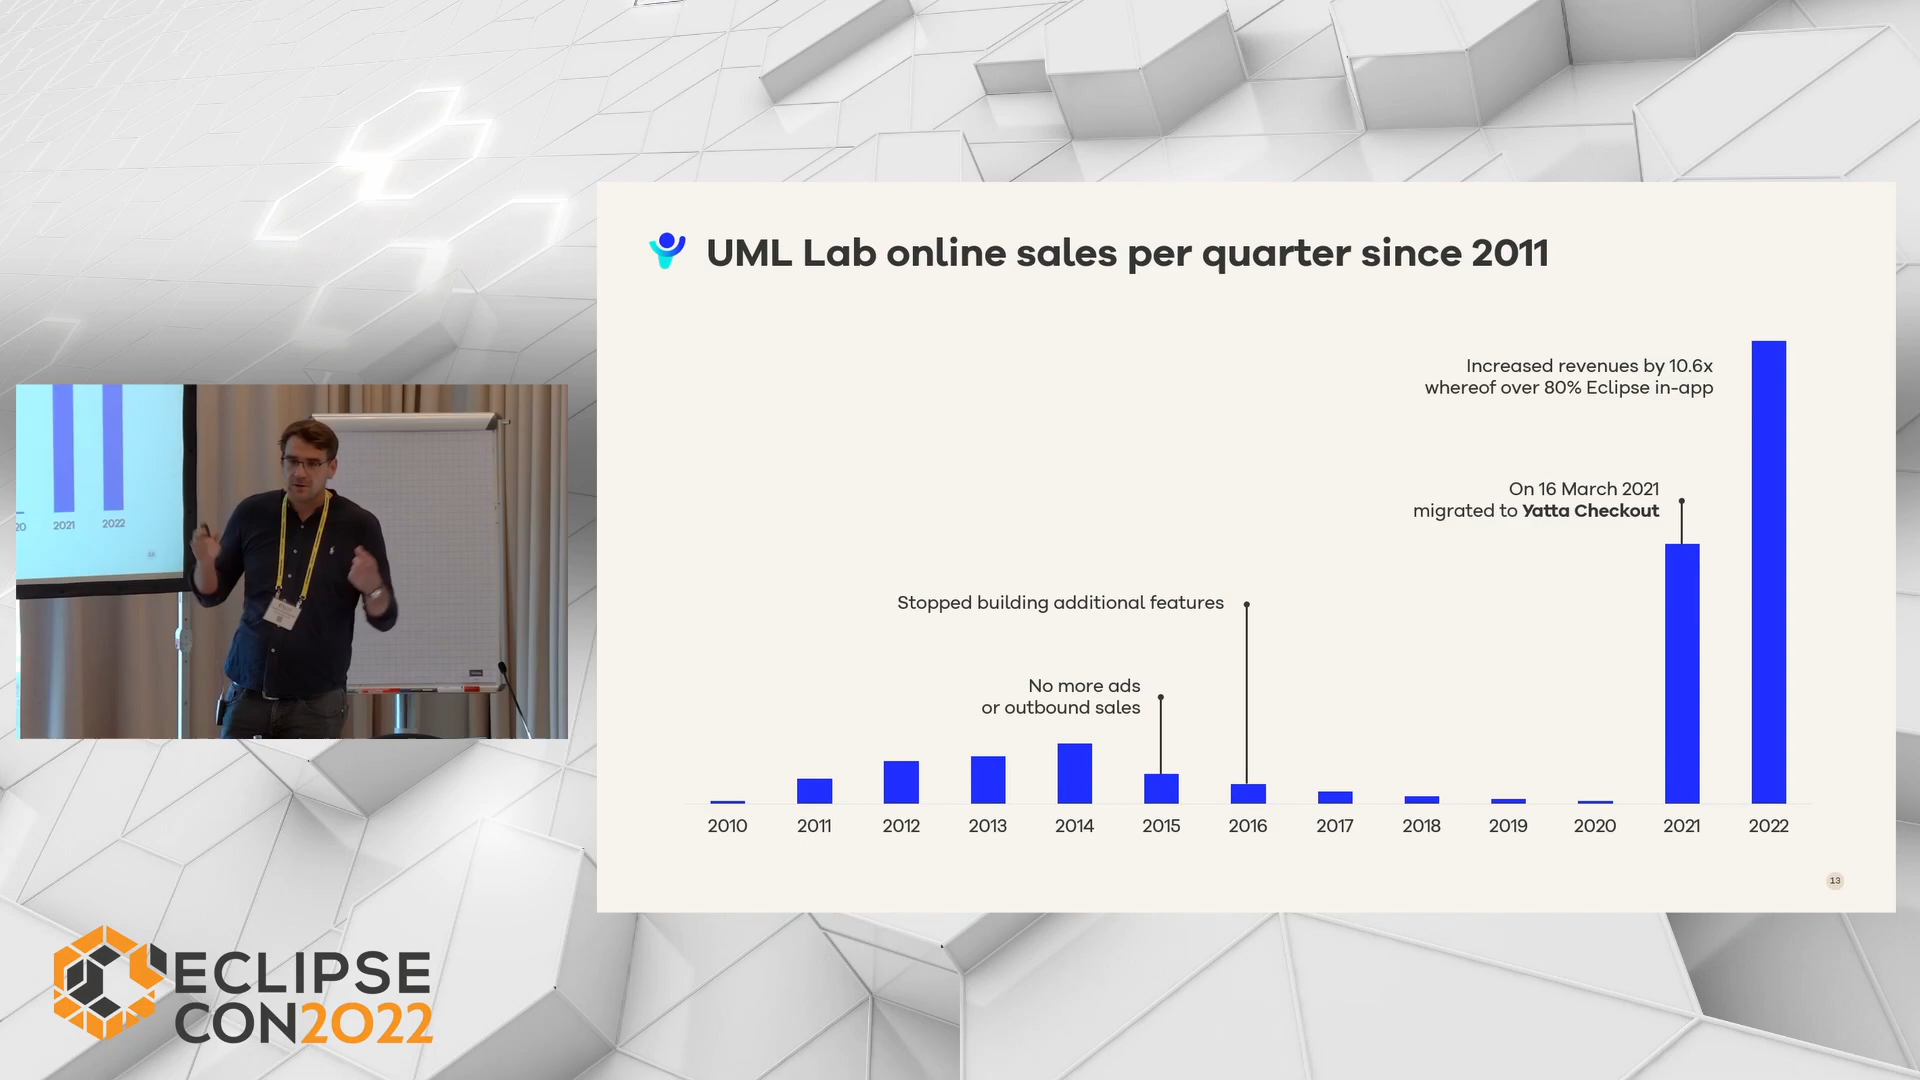 UML Lab online sales per quarter since 2011
Increased revenues by 10.6x
whereof over 80% Eclipse in-app
On 16 March 2021
migrated to Yatta Checkout
Stopped building additional features
No more ads
or outbound sales
2010 2011 2012 2013 2014 2015 2016 2017 2018 2019 2020 2021 2022
13
20 2021 2022
ECLIPSE
CON2022